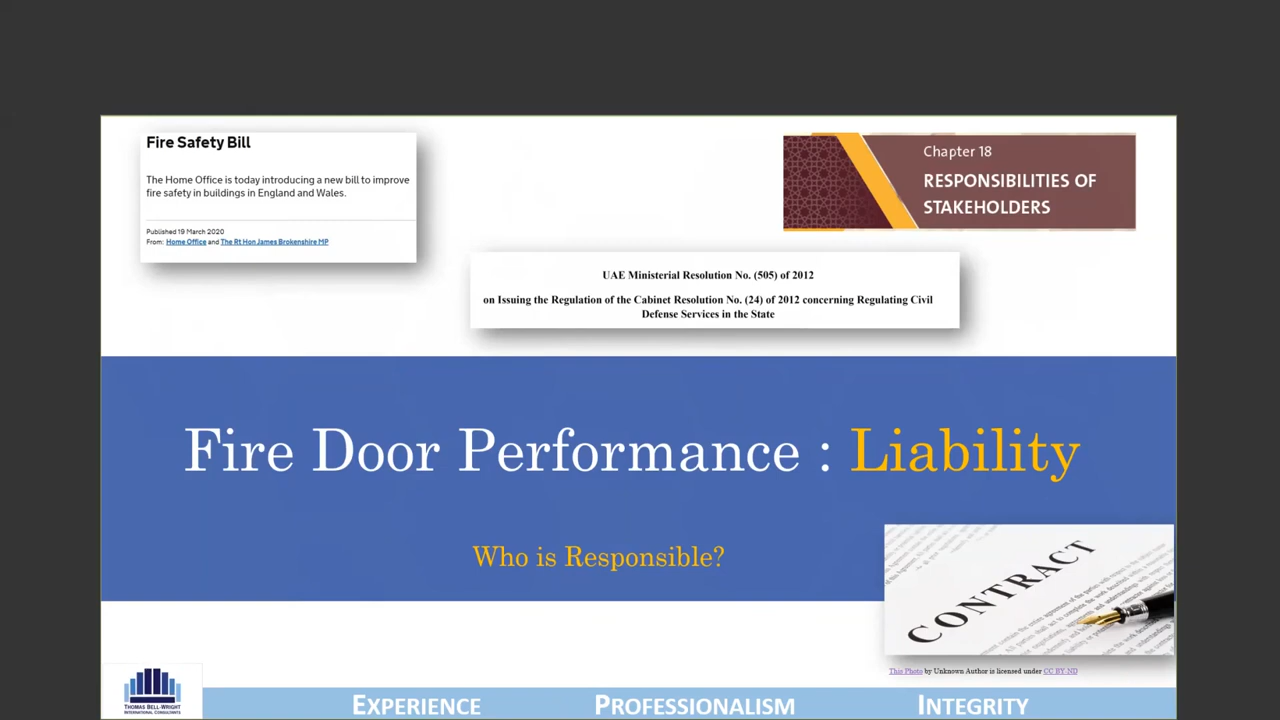 Fire Safety Bill
The Home Office is today introducing a new bill to improve
fire safety in buildings in England and Wales.
Published 19 March 2020
From: Home Office and The Rt Hon James Brokenshire MP
Chapter 18
RESPONSIBILITIES OF
STAKEHOLDERS
UAE Ministerial Resolution No. (505) of 2012
on Issuing the Regulation of the Cabinet Resolution No. (24) of 2012 concerning Regulating Civil
Defense Services in the State
Fire Door Performance : Liability
Who is Responsible?
CONTRACT
This Photo by Unknown Author is licensed under CC BY-ND
THOMAS BELL-WRIGHT
INTERNATIONAL CONSULTANTS
EXPERIENCE
PROFESSIONALISM
INTEGRITY